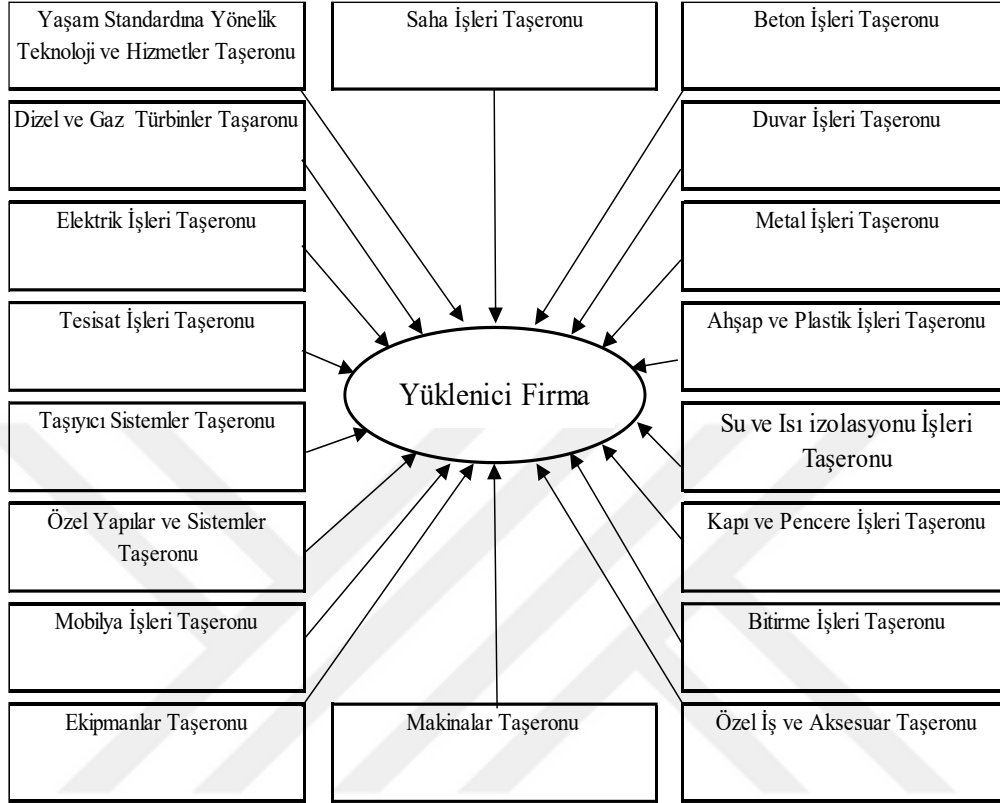 Yaşam Standardına Yönelik
Teknoloji ve Hizmetler Taşeronu
Saha İşleri Taşeronu
Beton İşleri Taşeronu
Dizel ve Gaz Türbinler Taşaronu
Duvar İşleri Taşeronu
Elektrik İşleri Taşeronu
Metal İşleri Taşeronu
Tesisat İşleri Taşeronu
Ahşap ve Plastik İşleri Taşeronu
Yüklenici Firma
Taşıyıcı Sistemler Taşeronu
Su ve Isı izolasyonu İşleri
Taşeronu
Özel Yapılar ve Sistemler
Taşeronu
Kapı ve Pencere İşleri Taşeronu
Mobilya İşleri Taşeronu
Bitirme İşleri Taşeronu
Ekipmanlar Taşeronu
Makinalar Taşeronu
Özel İş ve Aksesuar Taşeronu